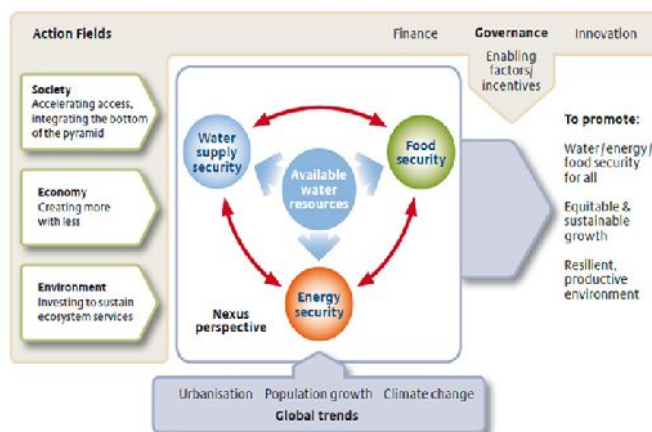 Action Fields
Finance
Governance
Innovation
Enabling
factors/
incentives
Society
Accelerating access,
integrating the bottom
of the pyramid
Economy
Creating more
with less
Environment
Investing to sustain
ecosystem services
Water
supply
security
Food
security
Available
water
resources
Energy
security
Nexus
perspective
To promote:
Water/energy/
food security
for all
Equitable &
sustainable
growth
Resilient,
productive
environment
Urbanisation
Population growth
Climate change
Global trends